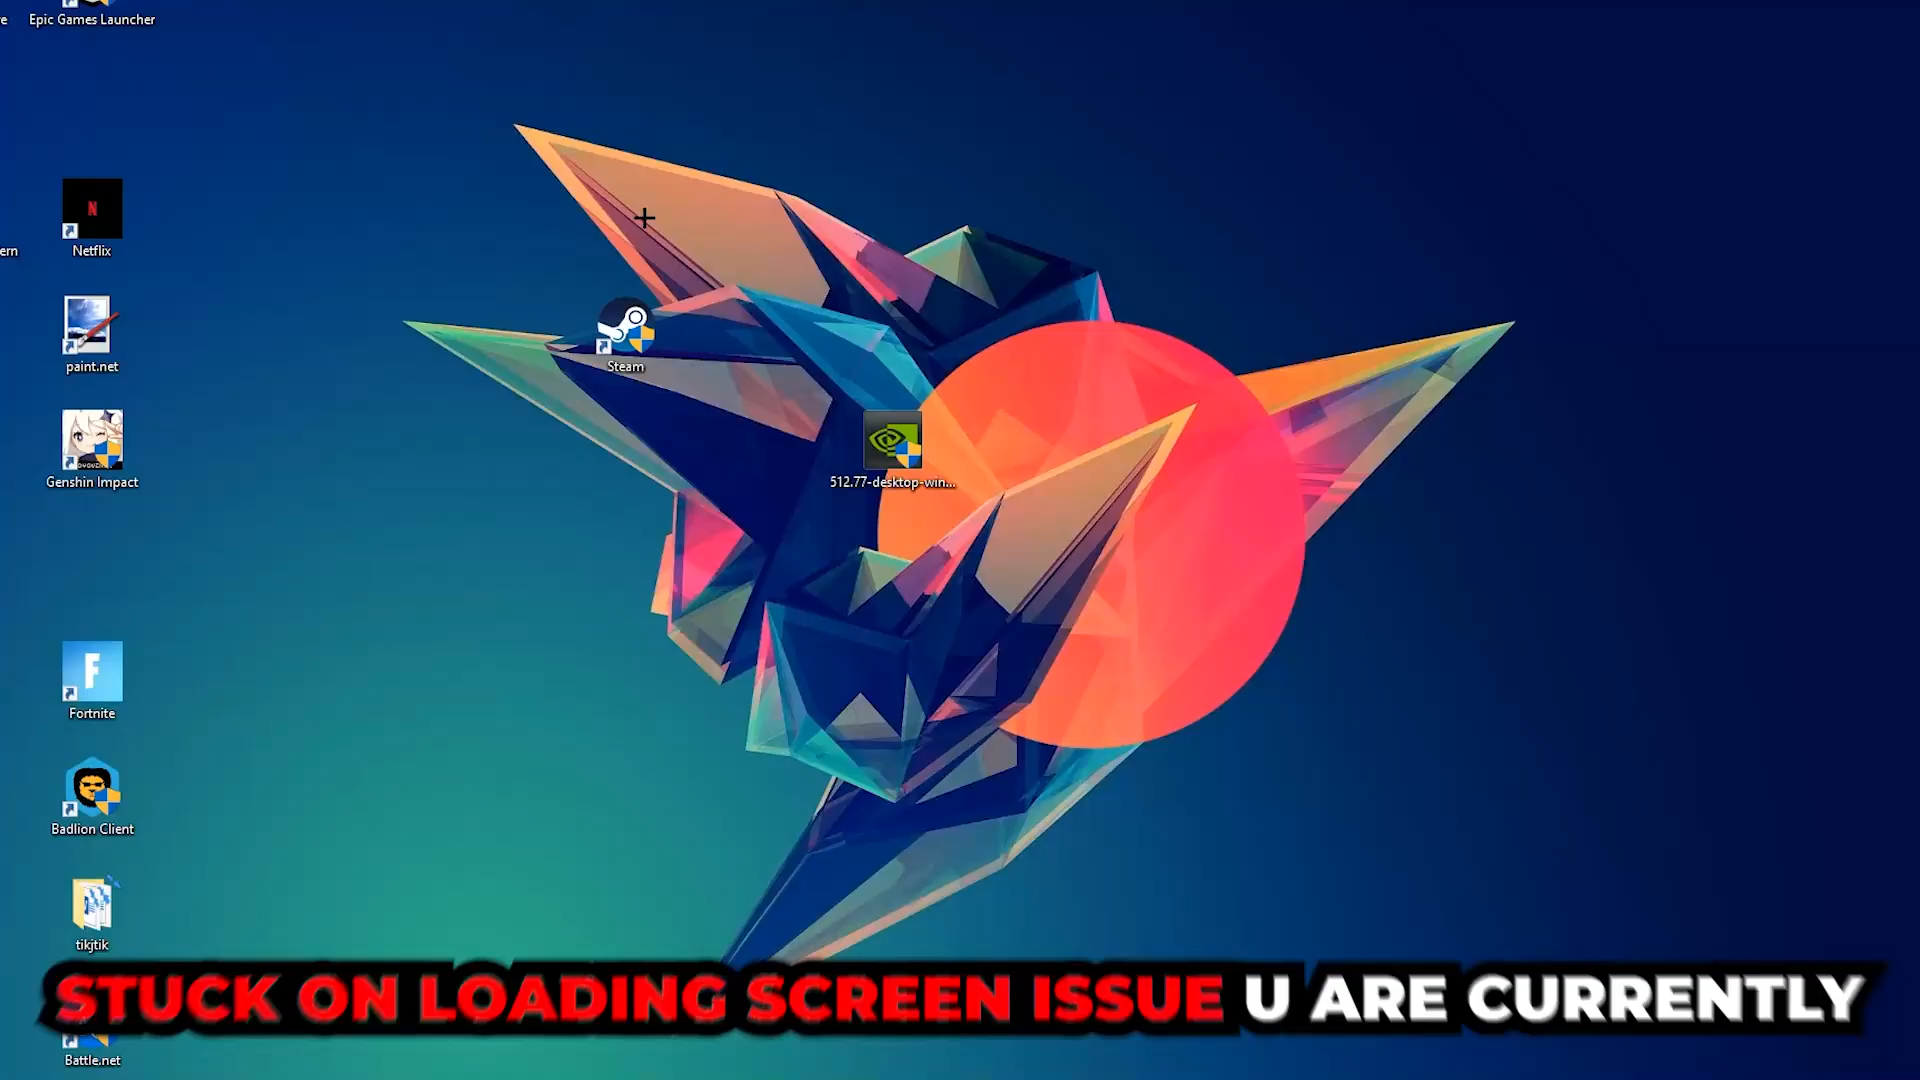 Epic Games Launcher
N
Netflix
ern
paint.net
Steam
Genshin Impact
512.77-desktop-win...
F
Fortnite
Badlion Client
tikjtik
STUCK ON LOADING SCREEN ISSUE U ARE CURRENTLY
Battle.net